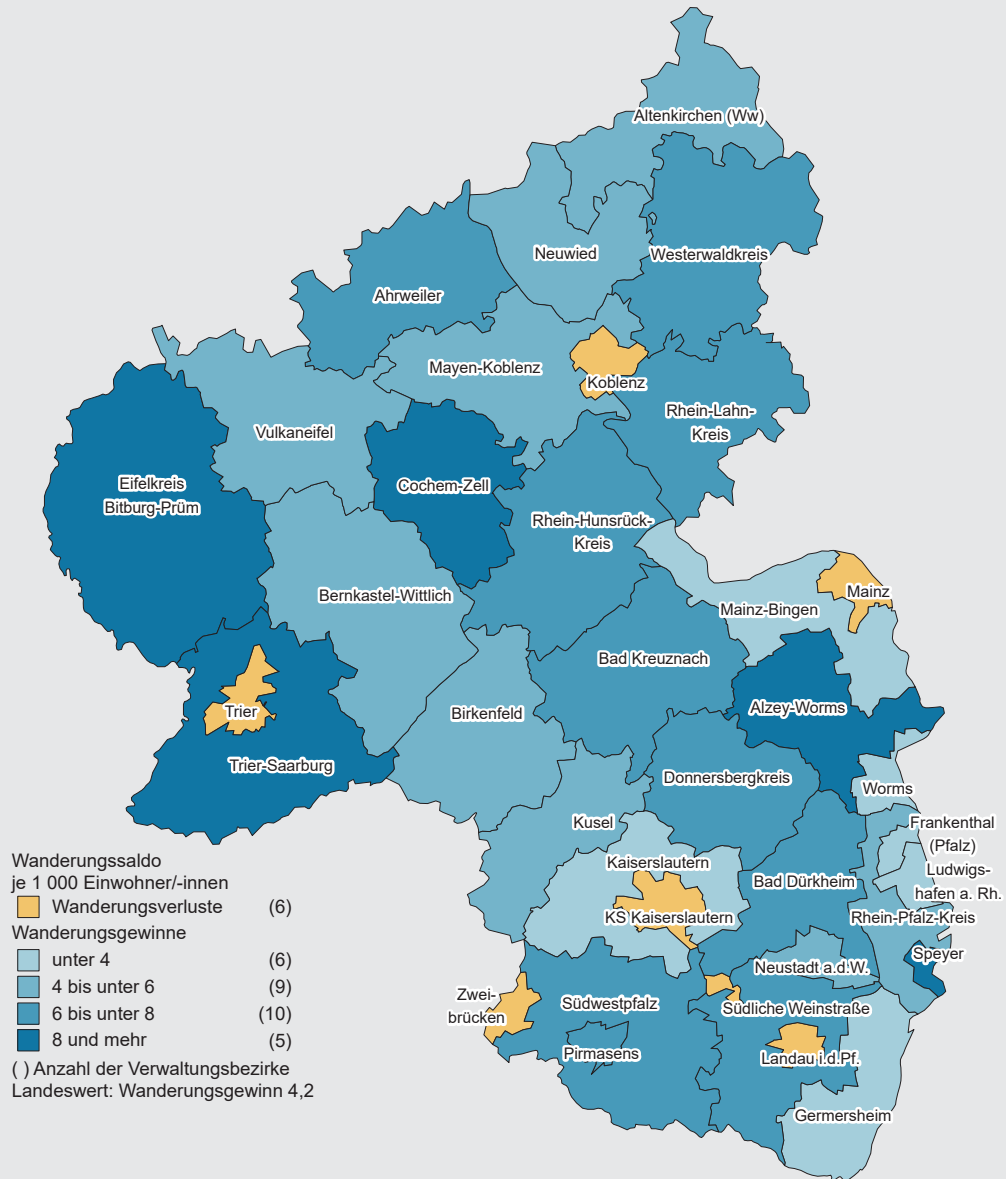 Altenkirchen (Ww)
Neuwied
Westerwaldkreis
Ahrweiler
Mayen-Koblenz
Koblenz
Rhein-Lahn-
Kreis
Vulkaneifel
Eifelkreis
Bitburg-Prüm
Cochem-Zell
Rhein-Hunsrück-
Kreis
Bernkastel-Wittlich
Mainz
Mainz-Bingen
Bad Kreuznach
Trier
Birkenfeld
Alzey-Worms
Trier-Saarburg
Donnersbergkreis
Worms
Kusel
Frankenthal
(Pfalz)
Kaiserslautern
Ludwigs-
hafen a. Rh.
Bad Dürkheim
KS Kaiserslautern
Rhein-Pfalz-Kreis
Speyer
Neustadt a.d.W.
Zwei-
brücken
Südwestpfalz
Südliche Weinstraße
Pirmasens
Landau i.d.Pf.
Germersheim
Wanderungssaldo
je 1 000 Einwohner/-innen
Wanderungsverluste (6)
Wanderungsgewinne
unter 4 (6)
4 bis unter 6 (9)
6 bis unter 8 (10)
8 und mehr (5)
( ) Anzahl der Verwaltungsbezirke
Landeswert: Wanderungsgewinn 4,2